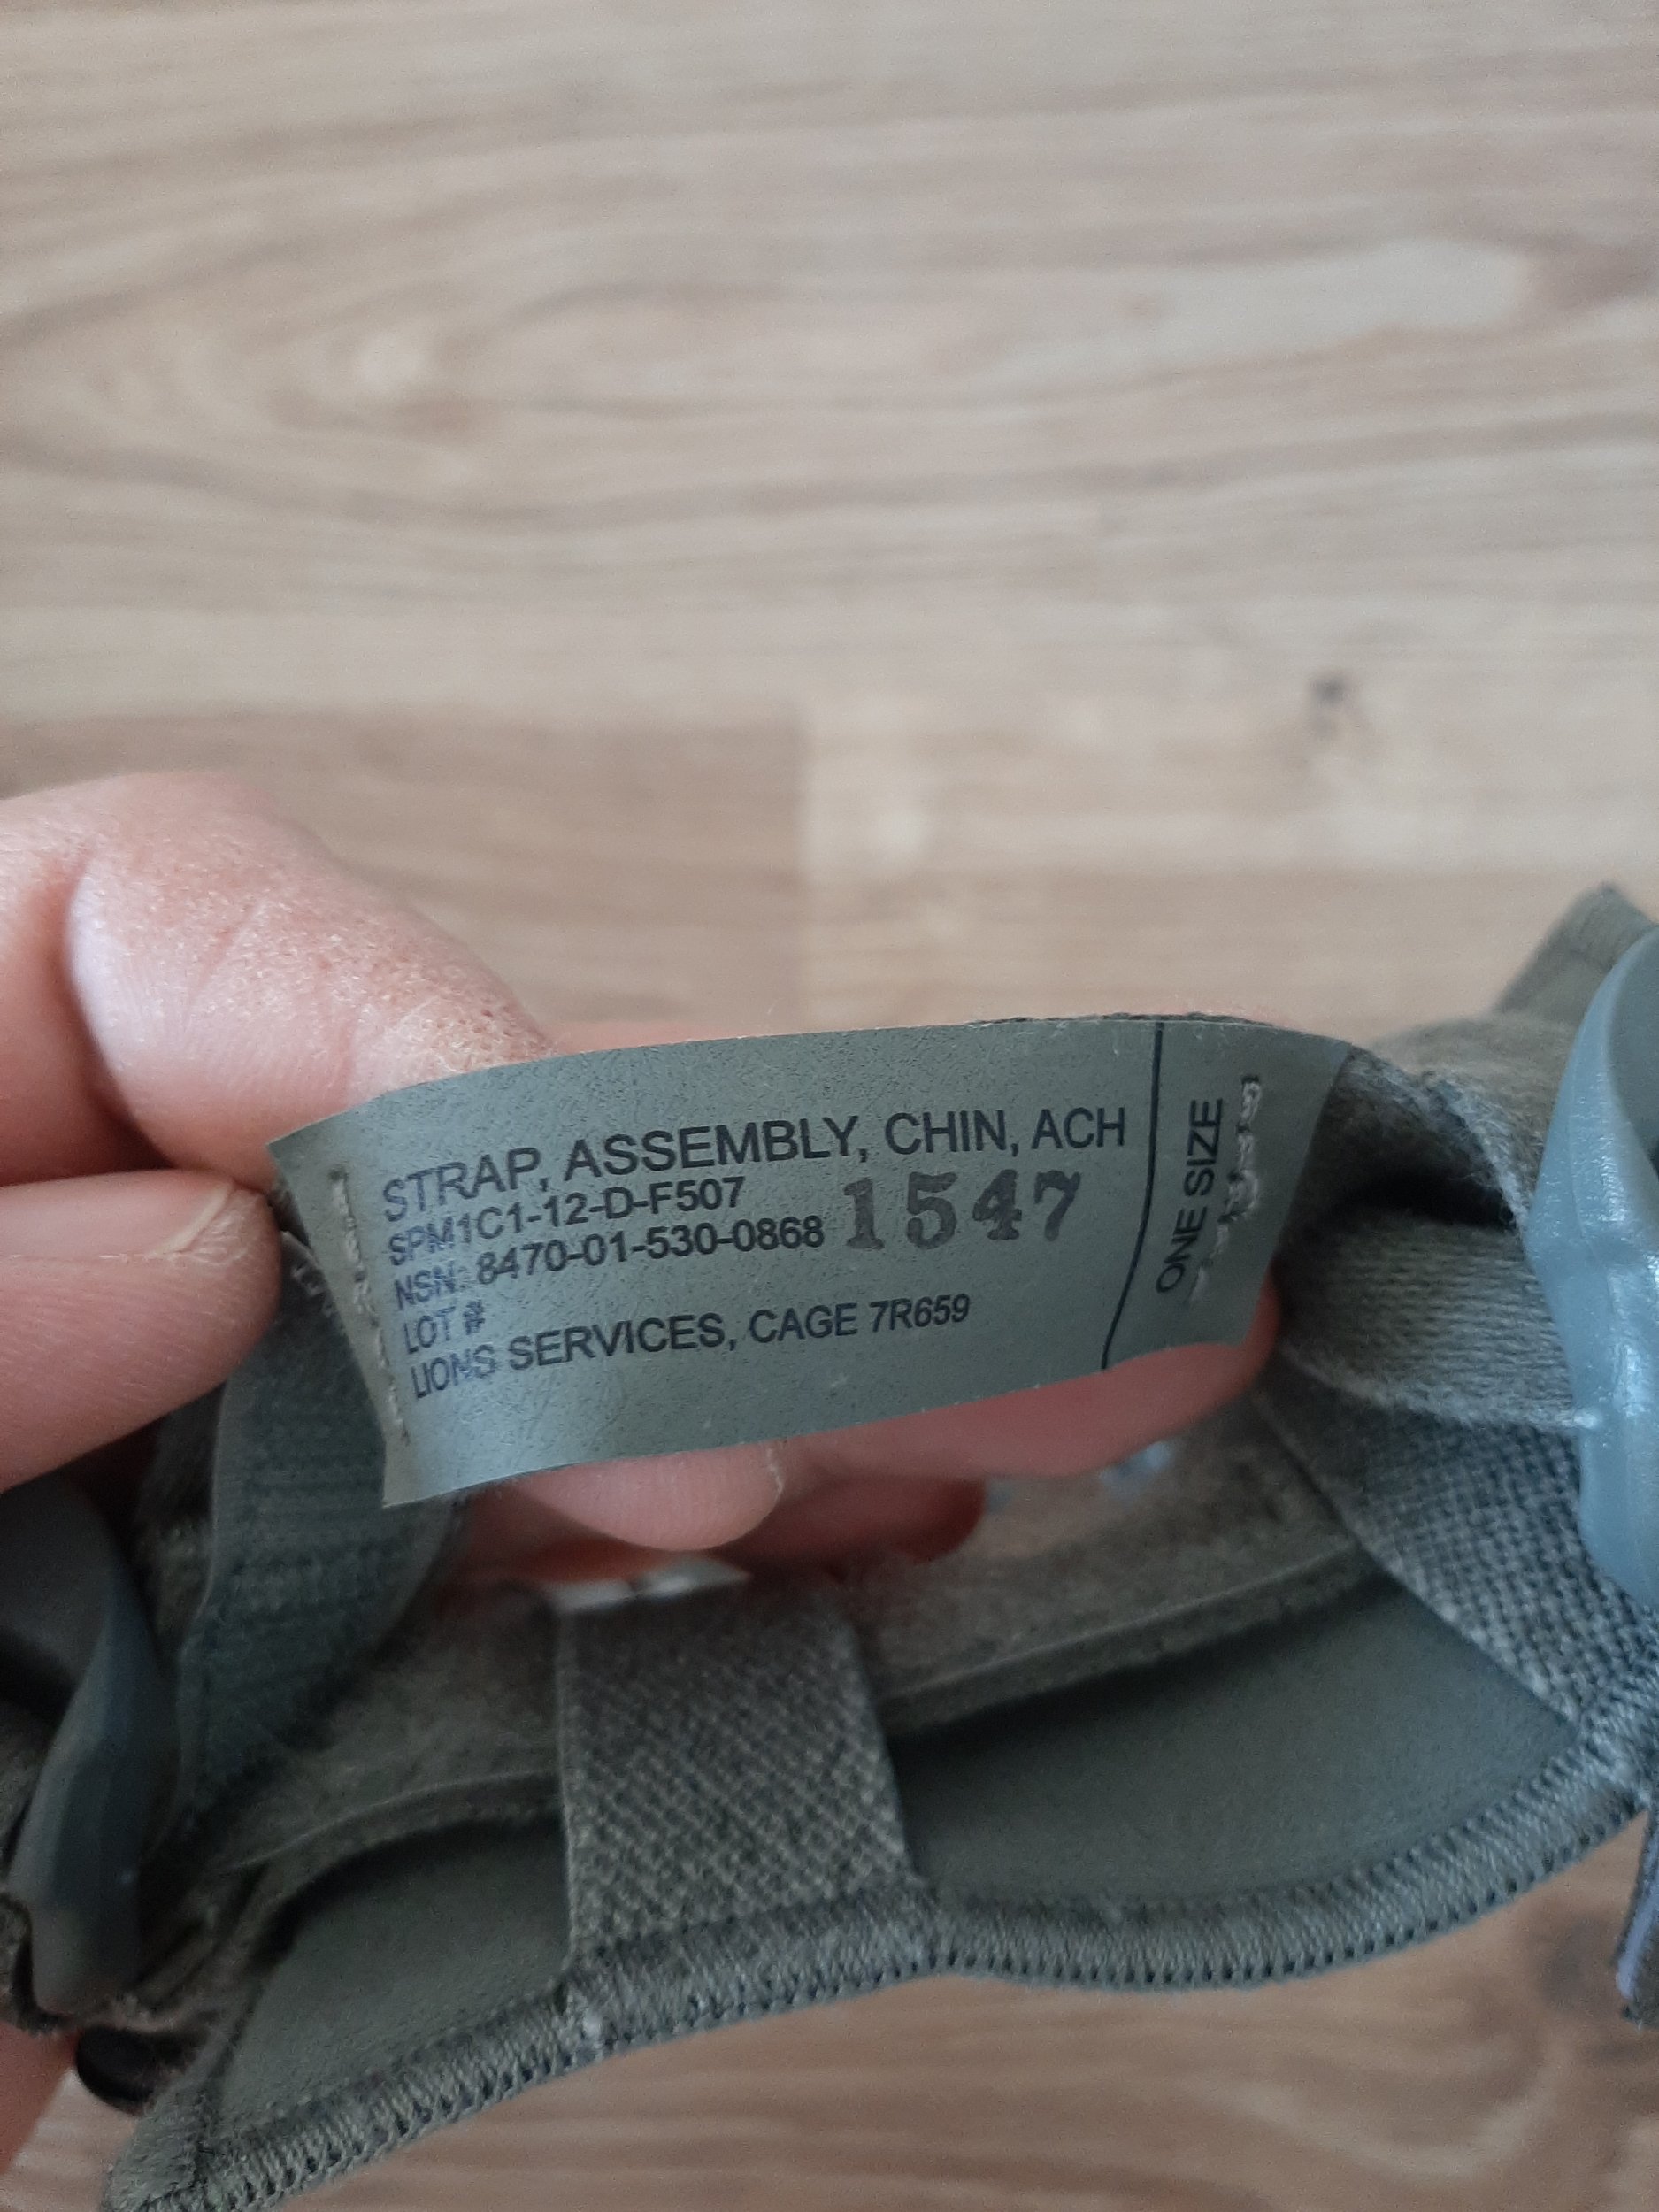 STRAP, ASSEMBLY, CHIN, ACH
SPM1C1-12-D-F507
NSN: 8470-01-530-0868
LOT # 1547
LIONS SERVICES, CAGE 7R659
ONE SIZE